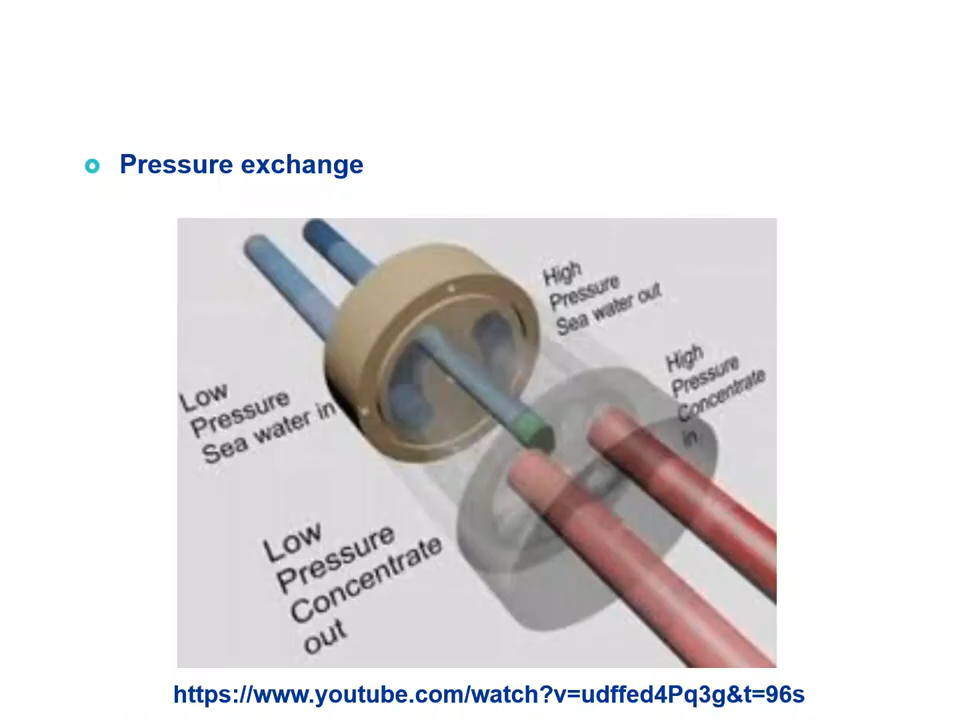 Pressure exchange
High
Pressure
Sea water out
High
Pressure
Concentrate
in
Low
Pressure
Sea water in
Low
Pressure
Concentrate
out
https://www.youtube.com/watch?v=udffed4Pq3g&t=96s